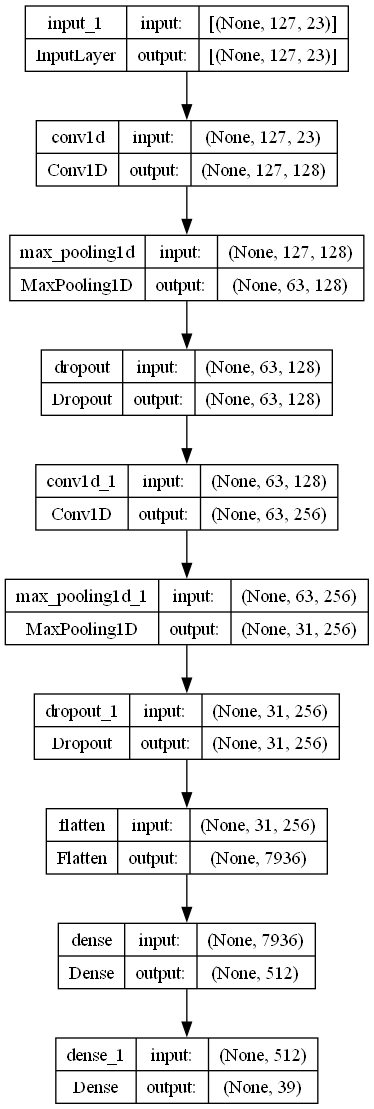 input_1 input: [(None, 127, 23)]
InputLayer output: [(None, 127, 23)]
conv1d input: (None, 127, 23)
Conv1D output: (None, 127, 128)
max_pooling1d input: (None, 127, 128)
MaxPooling1D output: (None, 63, 128)
dropout input: (None, 63, 128)
Dropout output: (None, 63, 128)
conv1d_1 input: (None, 63, 128)
Conv1D output: (None, 63, 256)
max_pooling1d_1 input: (None, 63, 256)
MaxPooling1D output: (None, 31, 256)
dropout_1 input: (None, 31, 256)
Dropout output: (None, 31, 256)
flatten input: (None, 31, 256)
Flatten output: (None, 7936)
dense input: (None, 7936)
Dense output: (None, 512)
dense_1 input: (None, 512)
Dense output: (None, 39)